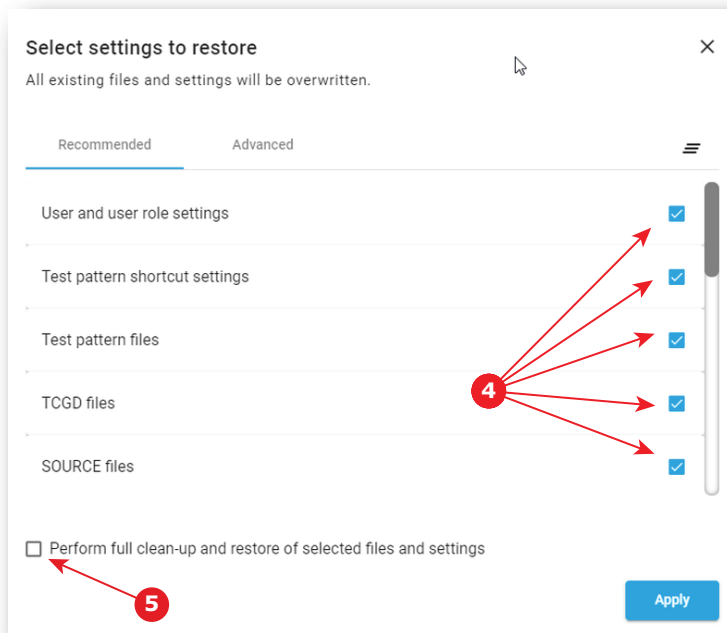 Select settings to restore
All existing files and settings will be overwritten.
Recommended Advanced
User and user role settings
Test pattern shortcut settings
Test pattern files
4
TCGD files
SOURCE files
Perform full clean-up and restore of selected files and settings
5
Apply